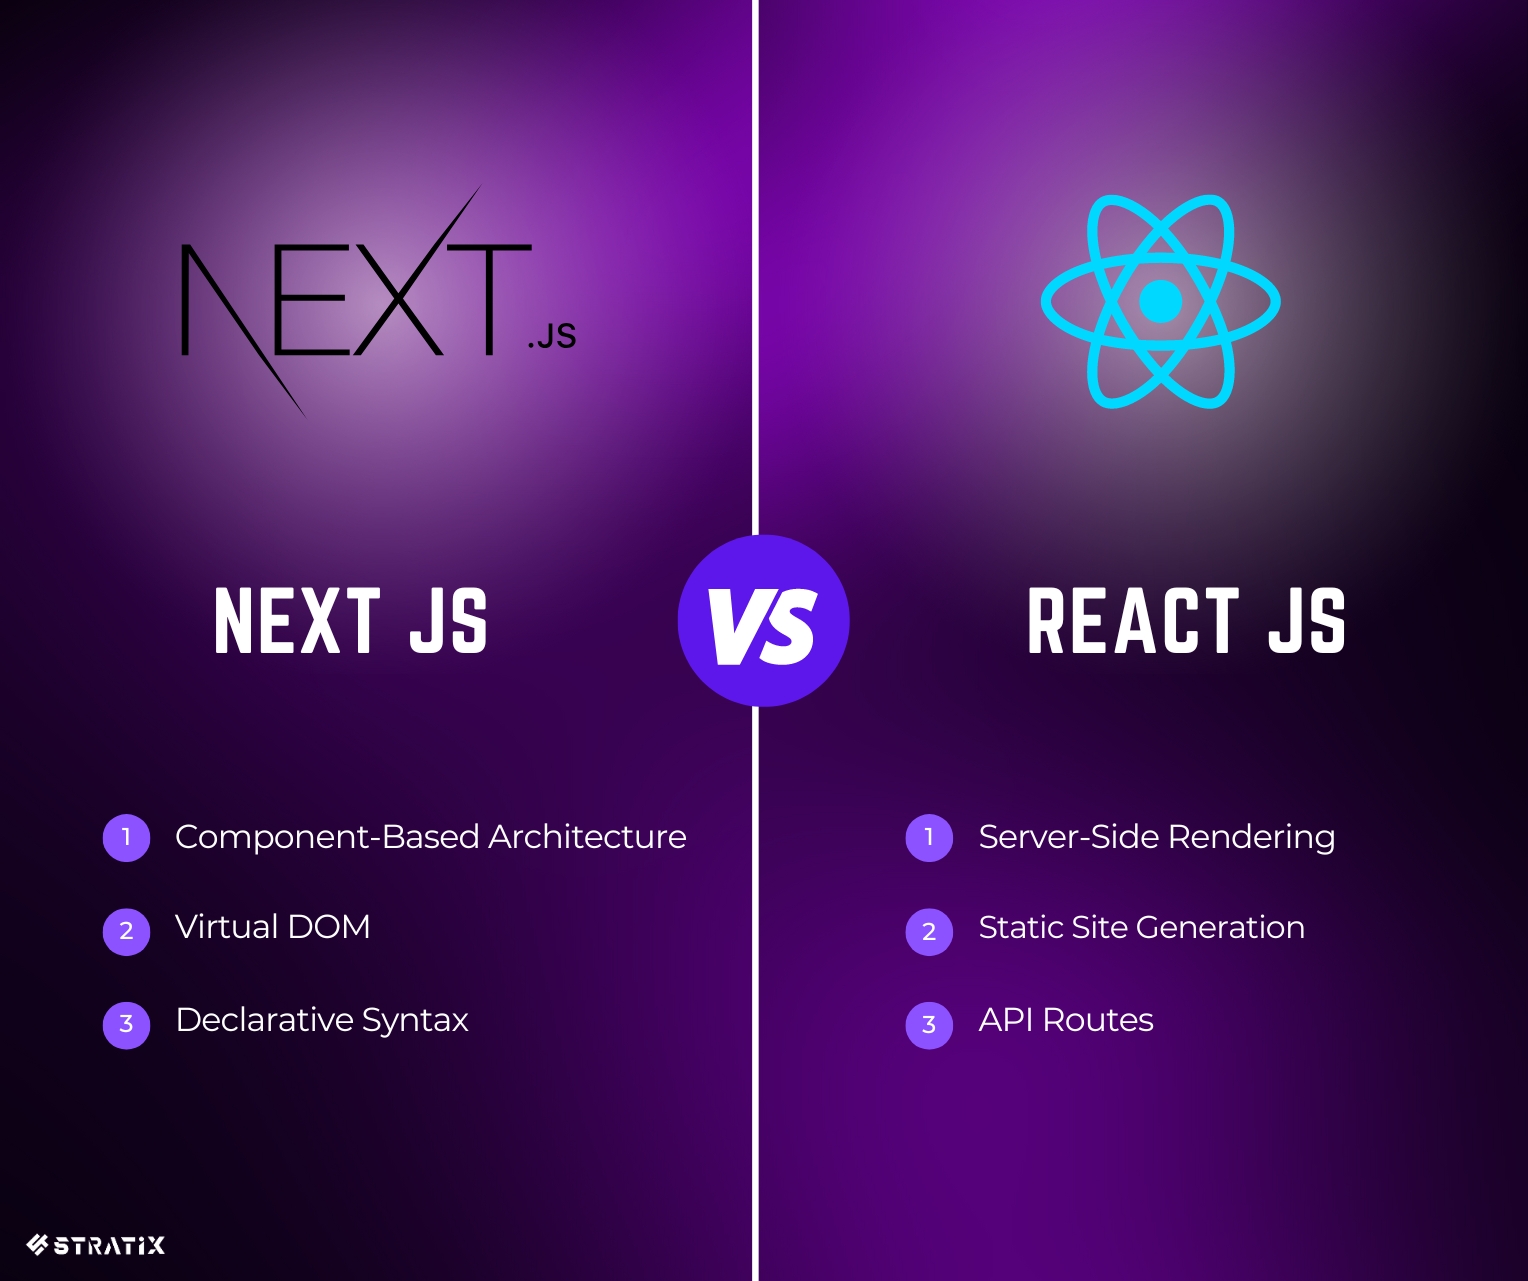 NEXT.JS
NEXT JS
VS
REACT JS
1 Component-Based Architecture
2 Virtual DOM
3 Declarative Syntax
1 Server-Side Rendering
2 Static Site Generation
3 API Routes
STRATiX